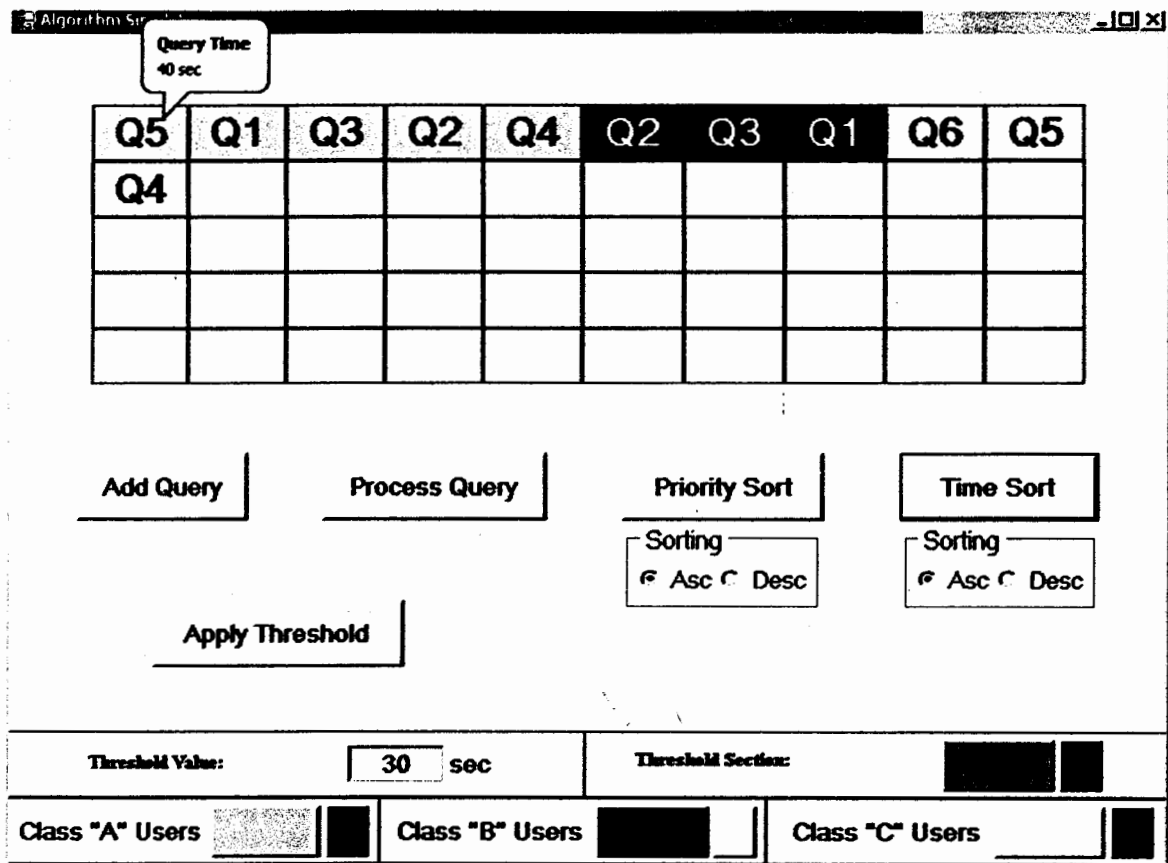 Algorithm
Query Time
40 sec
Q5 Q1 Q3 Q2 Q4 Q2 Q3 Q1 Q6 Q5
Q4
Add Query Process Query Priority Sort Time Sort
Sorting Sorting
Asc Desc Asc Desc
Apply Threshold
Threshold Value: 30 sec Threshold Section:
Class "A" Users Class "B" Users Class "C" Users